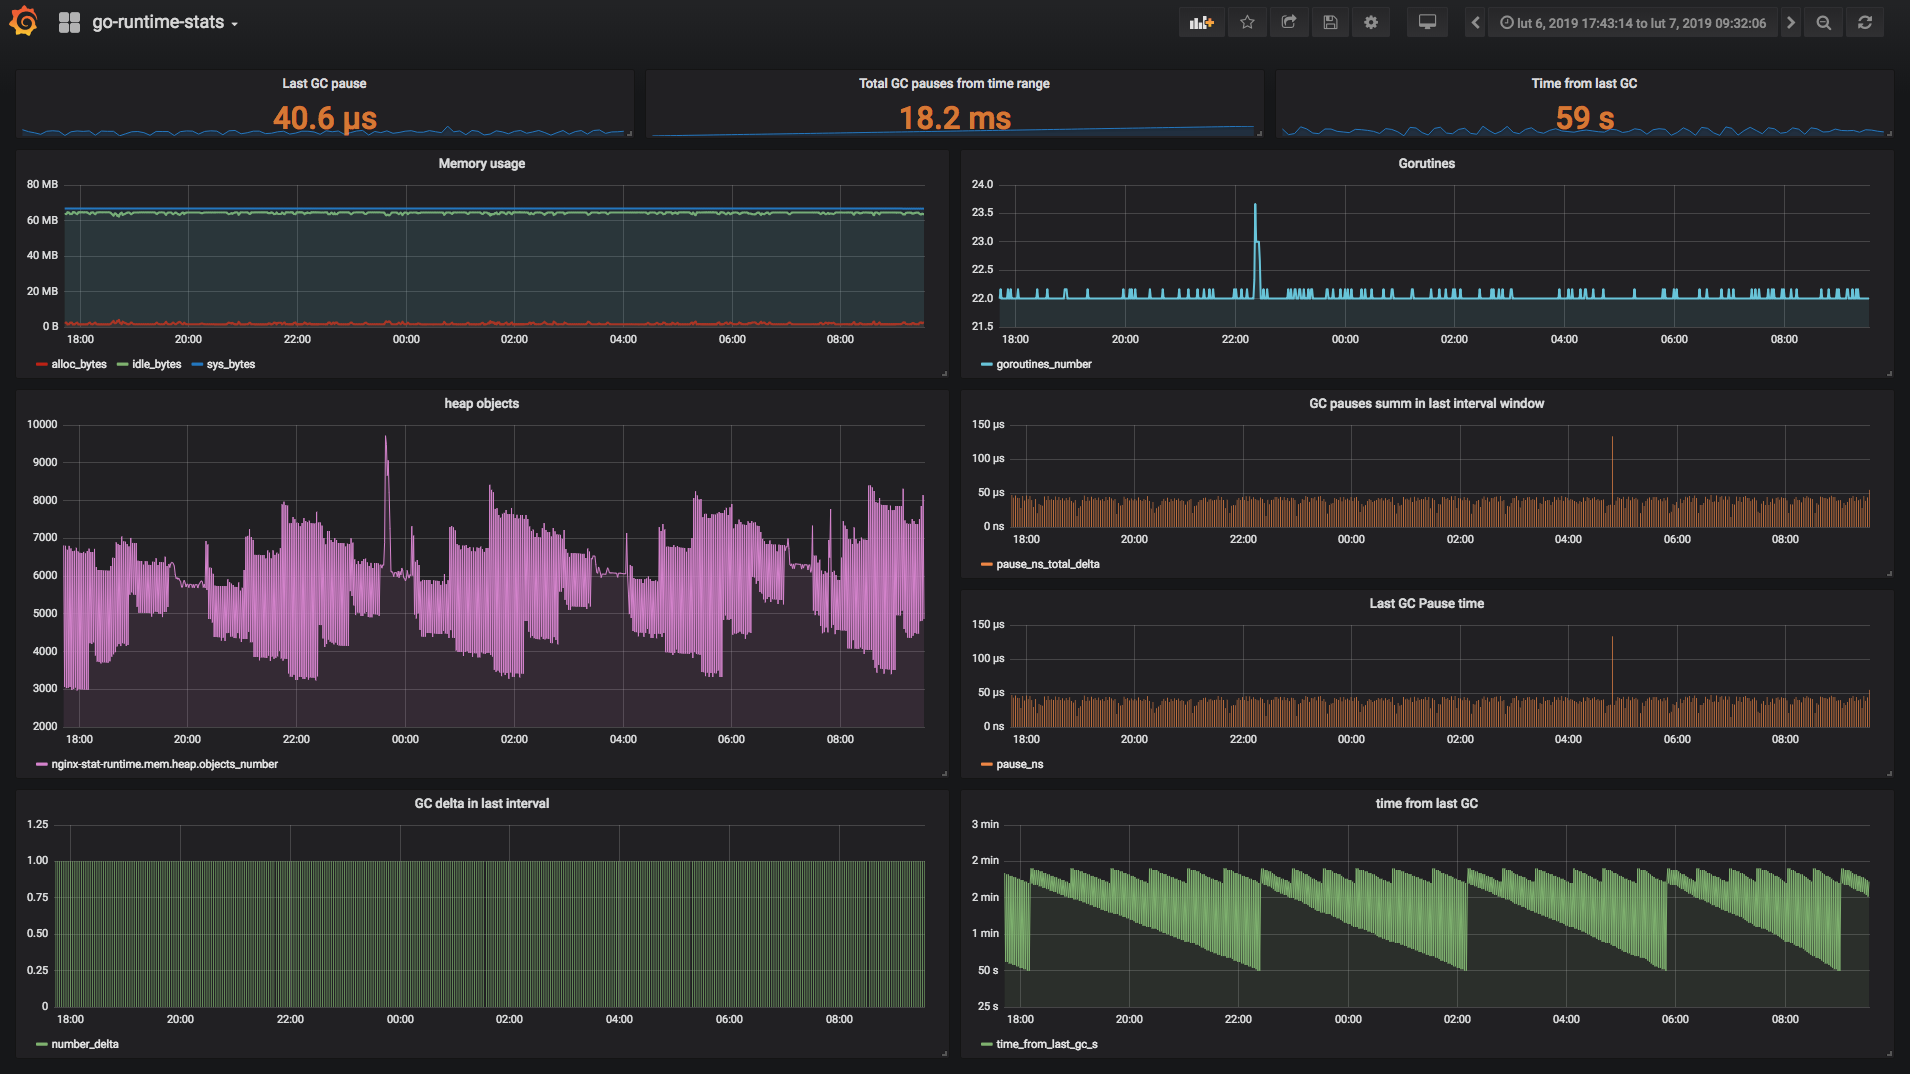 go-runtime-stats
lut 6, 2019 17:43:14 to lut 7, 2019 09:32:06
Last GC pause
40.6 µs
Total GC pauses from time range
18.2 ms
Time from last GC
59 s
Memory usage
80 MB
60 MB
40 MB
20 MB
0 B
18:00 20:00 22:00 00:00 02:00 04:00 06:00 08:00
alloc_bytes idle_bytes sys_bytes
Gorutines
24.0
23.5
23.0
22.5
22.0
21.5
18:00 20:00 22:00 00:00 02:00 04:00 06:00 08:00
goroutines_number
heap objects
10000
9000
8000
7000
6000
5000
4000
3000
2000
18:00 20:00 22:00 00:00 02:00 04:00 06:00 08:00
nginx-stat-runtime.mem.heap.objects_number
GC pauses summ in last interval window
150 µs
100 µs
50 µs
0 ns
18:00 20:00 22:00 00:00 02:00 04:00 06:00 08:00
pause_ns_total_delta
Last GC Pause time
150 µs
100 µs
50 µs
0 ns
18:00 20:00 22:00 00:00 02:00 04:00 06:00 08:00
pause_ns
GC delta in last interval
1.25
1.00
0.75
0.50
0.25
0
18:00 20:00 22:00 00:00 02:00 04:00 06:00 08:00
number_delta
time from last GC
3 min
2 min
2 min
1 min
50 s
25 s
18:00 20:00 22:00 00:00 02:00 04:00 06:00 08:00
time_from_last_gc_s